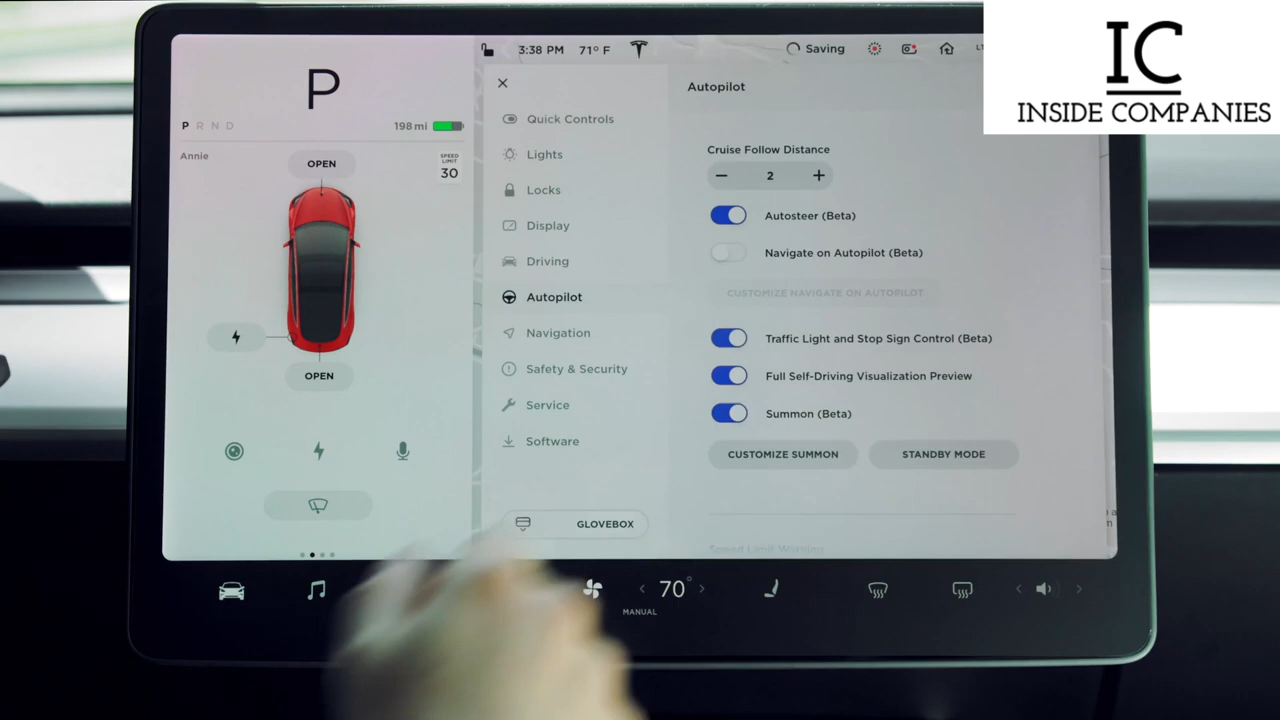 P
P R N D
198 mi
Annie
SPEED
LIMIT
30
OPEN
OPEN
3:38 PM 71° F
Saving
Quick Controls
Lights
Locks
Display
Driving
Autopilot
Navigation
Safety & Security
Service
Software
GLOVEBOX
Autopilot
Cruise Follow Distance
− 2 +
Autosteer (Beta)
Navigate on Autopilot (Beta)
CUSTOMIZE NAVIGATE ON AUTOPILOT
Traffic Light and Stop Sign Control (Beta)
Full Self-Driving Visualization Preview
Summon (Beta)
CUSTOMIZE SUMMON STANDBY MODE
Speed Limit Warning
< 70° >
MANUAL
IC
INSIDE COMPANIES